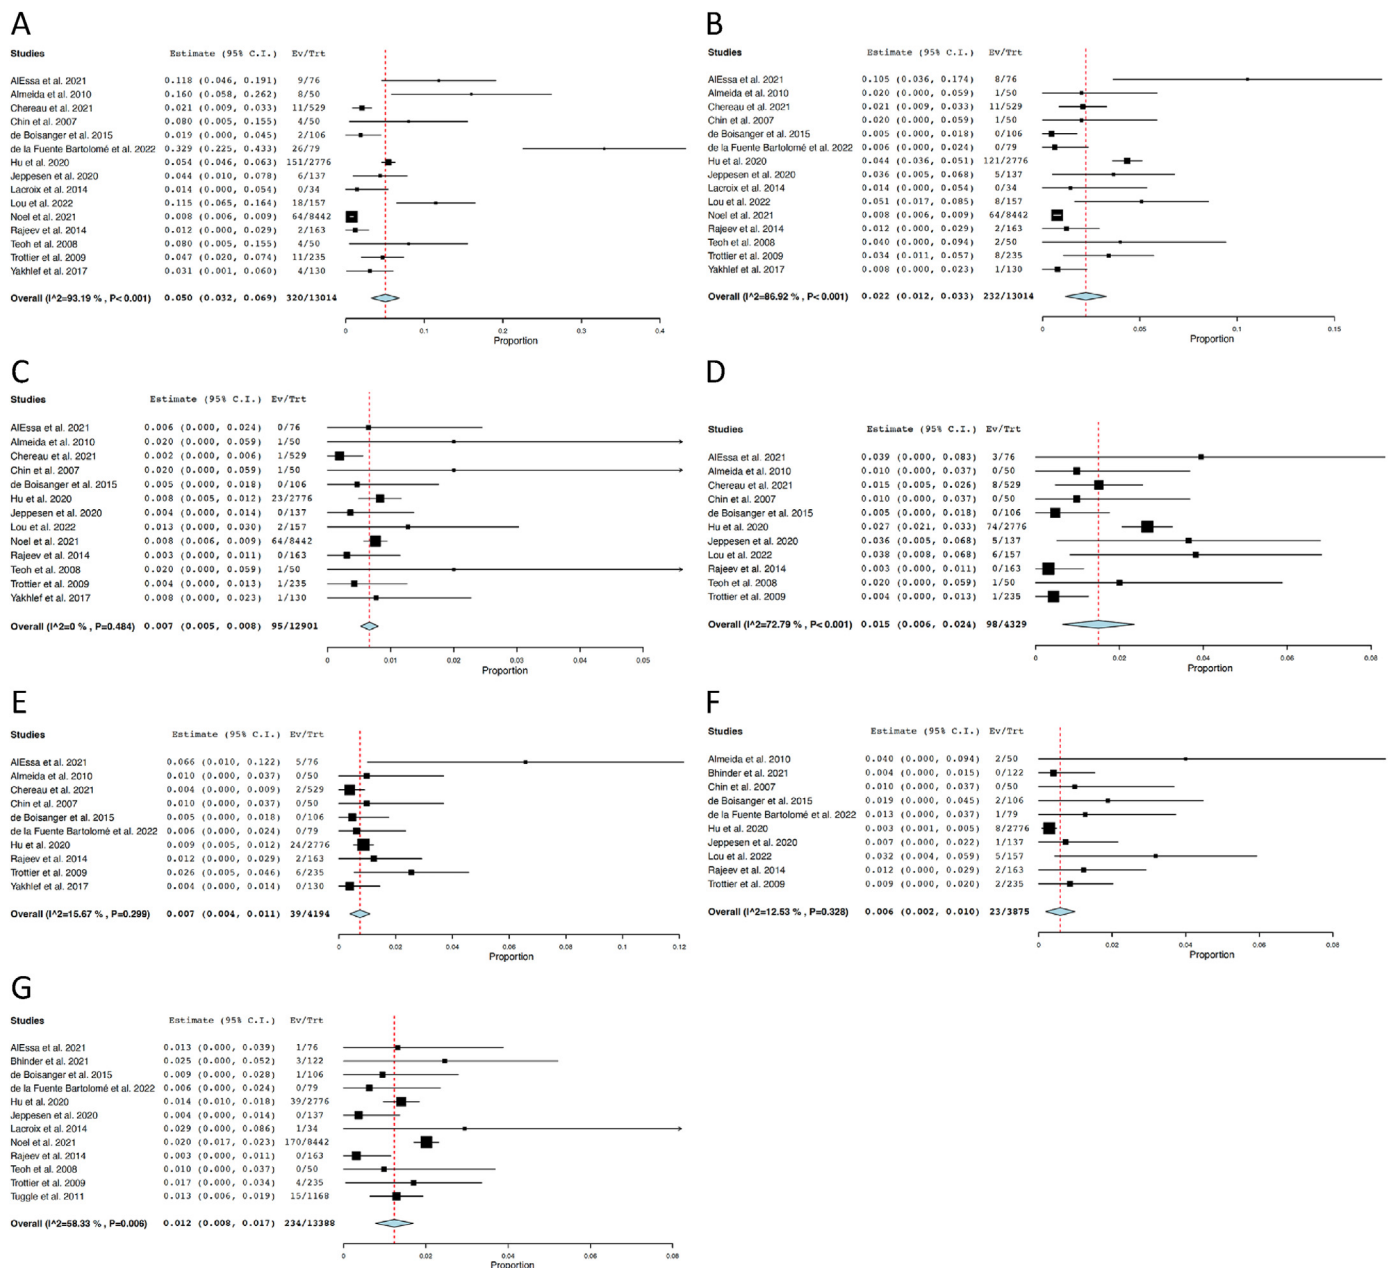 A
Studies Estimate (95% C.I.) Ev/Trt
AlEssa et al. 2021 0.118 (0.046, 0.191) 9/76
Almeida et al. 2010 0.160 (0.058, 0.262) 8/50
Chereau et al. 2021 0.021 (0.009, 0.033) 11/529
Chin et al. 2007 0.080 (0.005, 0.155) 4/50
de Boisanger et al. 2015 0.019 (0.000, 0.045) 2/106
de la Fuente Bartolomé et al. 2022 0.329 (0.225, 0.433) 26/79
Hu et al. 2020 0.054 (0.046, 0.063) 151/2776
Jeppesen et al. 2020 0.044 (0.010, 0.078) 6/137
Lacroix et al. 2014 0.014 (0.000, 0.054) 0/34
Lou et al. 2022 0.115 (0.065, 0.164) 18/157
Noel et al. 2021 0.008 (0.006, 0.009) 64/8442
Rajeev et al. 2014 0.012 (0.000, 0.029) 2/163
Teoh et al. 2008 0.080 (0.005, 0.155) 4/50
Trottier et al. 2009 0.047 (0.020, 0.074) 11/235
Yakhlef et al. 2017 0.031 (0.001, 0.060) 4/130
Overall (I^2=93.19 % , P< 0.001) 0.050 (0.032, 0.069) 320/13014
0 0.1 0.2 0.3 0.4
Proportion
B
Studies Estimate (95% C.I.) Ev/Trt
AlEssa et al. 2021 0.105 (0.036, 0.174) 8/76
Almeida et al. 2010 0.020 (0.000, 0.059) 1/50
Chereau et al. 2021 0.021 (0.009, 0.033) 11/529
Chin et al. 2007 0.020 (0.000, 0.059) 1/50
de Boisanger et al. 2015 0.005 (0.000, 0.018) 0/106
de la Fuente Bartolomé et al. 2022 0.006 (0.000, 0.024) 0/79
Hu et al. 2020 0.044 (0.036, 0.051) 121/2776
Jeppesen et al. 2020 0.036 (0.005, 0.068) 5/137
Lacroix et al. 2014 0.014 (0.000, 0.054) 0/34
Lou et al. 2022 0.051 (0.017, 0.085) 8/157
Noel et al. 2021 0.008 (0.006, 0.009) 64/8442
Rajeev et al. 2014 0.012 (0.000, 0.029) 2/163
Teoh et al. 2008 0.040 (0.000, 0.094) 2/50
Trottier et al. 2009 0.034 (0.011, 0.057) 8/235
Yakhlef et al. 2017 0.008 (0.000, 0.023) 1/130
Overall (I^2=86.92 % , P< 0.001) 0.022 (0.012, 0.033) 232/13014
0 0.05 0.1 0.15
Proportion
C
Studies Estimate (95% C.I.) Ev/Trt
AlEssa et al. 2021 0.006 (0.000, 0.024) 0/76
Almeida et al. 2010 0.020 (0.000, 0.059) 1/50
Chereau et al. 2021 0.002 (0.000, 0.006) 1/529
Chin et al. 2007 0.020 (0.000, 0.059) 1/50
de Boisanger et al. 2015 0.005 (0.000, 0.018) 0/106
Hu et al. 2020 0.008 (0.005, 0.012) 23/2776
Jeppesen et al. 2020 0.004 (0.000, 0.014) 0/137
Lou et al. 2022 0.013 (0.000, 0.030) 2/157
Noel et al. 2021 0.008 (0.006, 0.009) 64/8442
Rajeev et al. 2014 0.003 (0.000, 0.011) 0/163
Teoh et al. 2008 0.020 (0.000, 0.059) 1/50
Trottier et al. 2009 0.004 (0.000, 0.013) 1/235
Yakhlef et al. 2017 0.008 (0.000, 0.023) 1/130
Overall (I^2=0 % , P=0.484) 0.007 (0.005, 0.008) 95/12901
0 0.01 0.02 0.03 0.04 0.05
Proportion
D
Studies Estimate (95% C.I.) Ev/Trt
AlEssa et al. 2021 0.039 (0.000, 0.083) 3/76
Almeida et al. 2010 0.010 (0.000, 0.037) 0/50
Chereau et al. 2021 0.015 (0.005, 0.026) 8/529
Chin et al. 2007 0.010 (0.000, 0.037) 0/50
de Boisanger et al. 2015 0.005 (0.000, 0.018) 0/106
Hu et al. 2020 0.027 (0.021, 0.033) 74/2776
Jeppesen et al. 2020 0.036 (0.005, 0.068) 5/137
Lou et al. 2022 0.038 (0.008, 0.068) 6/157
Rajeev et al. 2014 0.003 (0.000, 0.011) 0/163
Teoh et al. 2008 0.020 (0.000, 0.059) 1/50
Trottier et al. 2009 0.004 (0.000, 0.013) 1/235
Overall (I^2=72.79 % , P< 0.001) 0.015 (0.006, 0.024) 98/4329
0 0.02 0.04 0.06 0.08
Proportion
E
Studies Estimate (95% C.I.) Ev/Trt
AlEssa et al. 2021 0.066 (0.010, 0.122) 5/76
Almeida et al. 2010 0.010 (0.000, 0.037) 0/50
Chereau et al. 2021 0.004 (0.000, 0.009) 2/529
Chin et al. 2007 0.010 (0.000, 0.037) 0/50
de Boisanger et al. 2015 0.005 (0.000, 0.018) 0/106
de la Fuente Bartolomé et al. 2022 0.006 (0.000, 0.024) 0/79
Hu et al. 2020 0.009 (0.005, 0.012) 24/2776
Rajeev et al. 2014 0.012 (0.000, 0.029) 2/163
Trottier et al. 2009 0.026 (0.005, 0.046) 6/235
Yakhlef et al. 2017 0.004 (0.000, 0.014) 0/130
Overall (I^2=15.67 % , P=0.299) 0.007 (0.004, 0.011) 39/4194
0 0.02 0.04 0.06 0.08 0.1 0.12
Proportion
F
Studies Estimate (95% C.I.) Ev/Trt
Almeida et al. 2010 0.040 (0.000, 0.094) 2/50
Bhinder et al. 2021 0.004 (0.000, 0.015) 0/122
Chin et al. 2007 0.010 (0.000, 0.037) 0/50
de Boisanger et al. 2015 0.019 (0.000, 0.045) 2/106
de la Fuente Bartolomé et al. 2022 0.013 (0.000, 0.037) 1/79
Hu et al. 2020 0.003 (0.001, 0.005) 8/2776
Jeppesen et al. 2020 0.007 (0.000, 0.022) 1/137
Lou et al. 2022 0.032 (0.004, 0.059) 5/157
Rajeev et al. 2014 0.012 (0.000, 0.029) 2/163
Trottier et al. 2009 0.009 (0.000, 0.020) 2/235
Overall (I^2=12.53 % , P=0.328) 0.006 (0.002, 0.010) 23/3875
0 0.02 0.04 0.06 0.08
Proportion
G
Studies Estimate (95% C.I.) Ev/Trt
AlEssa et al. 2021 0.013 (0.000, 0.039) 1/76
Bhinder et al. 2021 0.025 (0.000, 0.052) 3/122
de Boisanger et al. 2015 0.009 (0.000, 0.028) 1/106
de la Fuente Bartolomé et al. 2022 0.006 (0.000, 0.024) 0/79
Hu et al. 2020 0.014 (0.010, 0.018) 39/2776
Jeppesen et al. 2020 0.004 (0.000, 0.014) 0/137
Lacroix et al. 2014 0.029 (0.000, 0.086) 1/34
Noel et al. 2021 0.020 (0.017, 0.023) 170/8442
Rajeev et al. 2014 0.003 (0.000, 0.011) 0/163
Teoh et al. 2008 0.010 (0.000, 0.037) 0/50
Trottier et al. 2009 0.017 (0.000, 0.034) 4/235
Tuggle et al. 2011 0.013 (0.006, 0.019) 15/1168
Overall (I^2=58.33 % , P=0.006) 0.012 (0.008, 0.017) 234/13388
0 0.02 0.04 0.06 0.08
Proportion